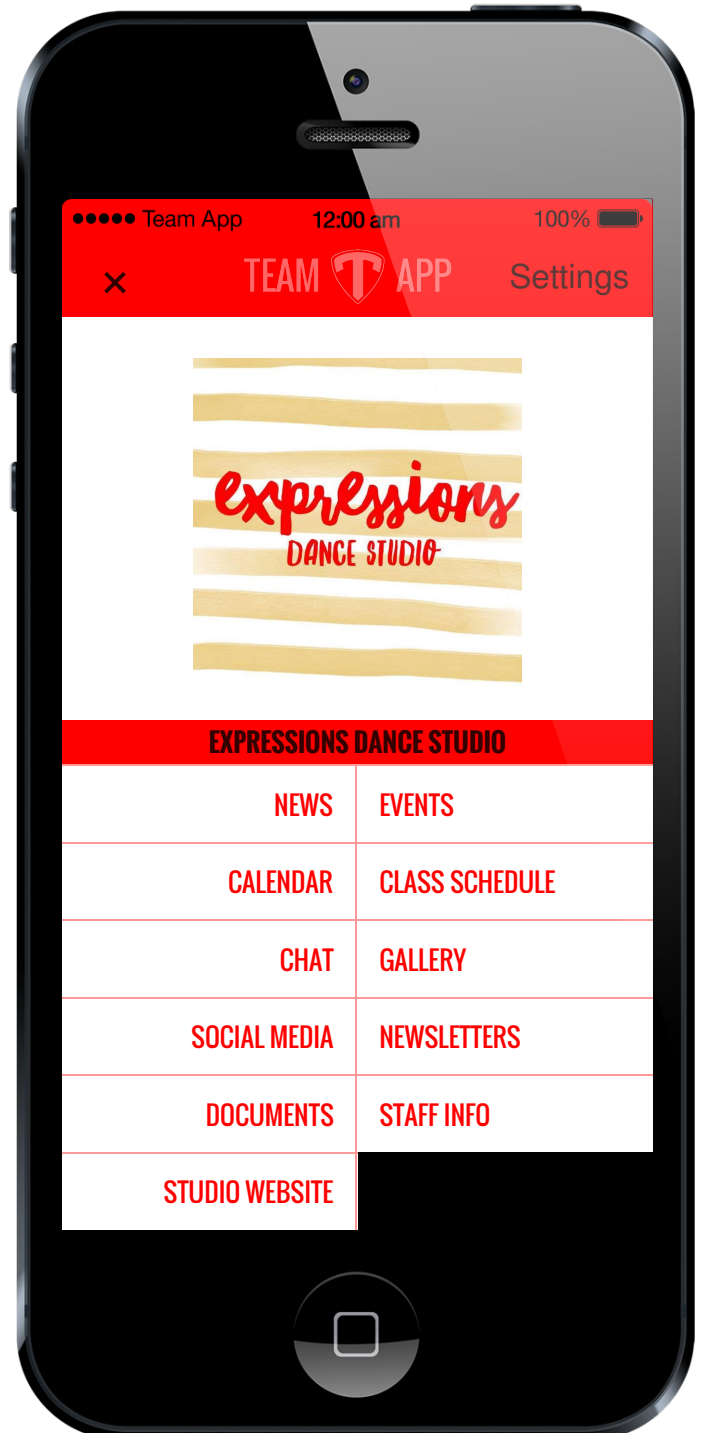 Team App 12:00 am 100%
× TEAM T APP Settings
expressions
DANCE STUDIO
EXPRESSIONS DANCE STUDIO
NEWS EVENTS
CALENDAR CLASS SCHEDULE
CHAT GALLERY
SOCIAL MEDIA NEWSLETTERS
DOCUMENTS STAFF INFO
STUDIO WEBSITE